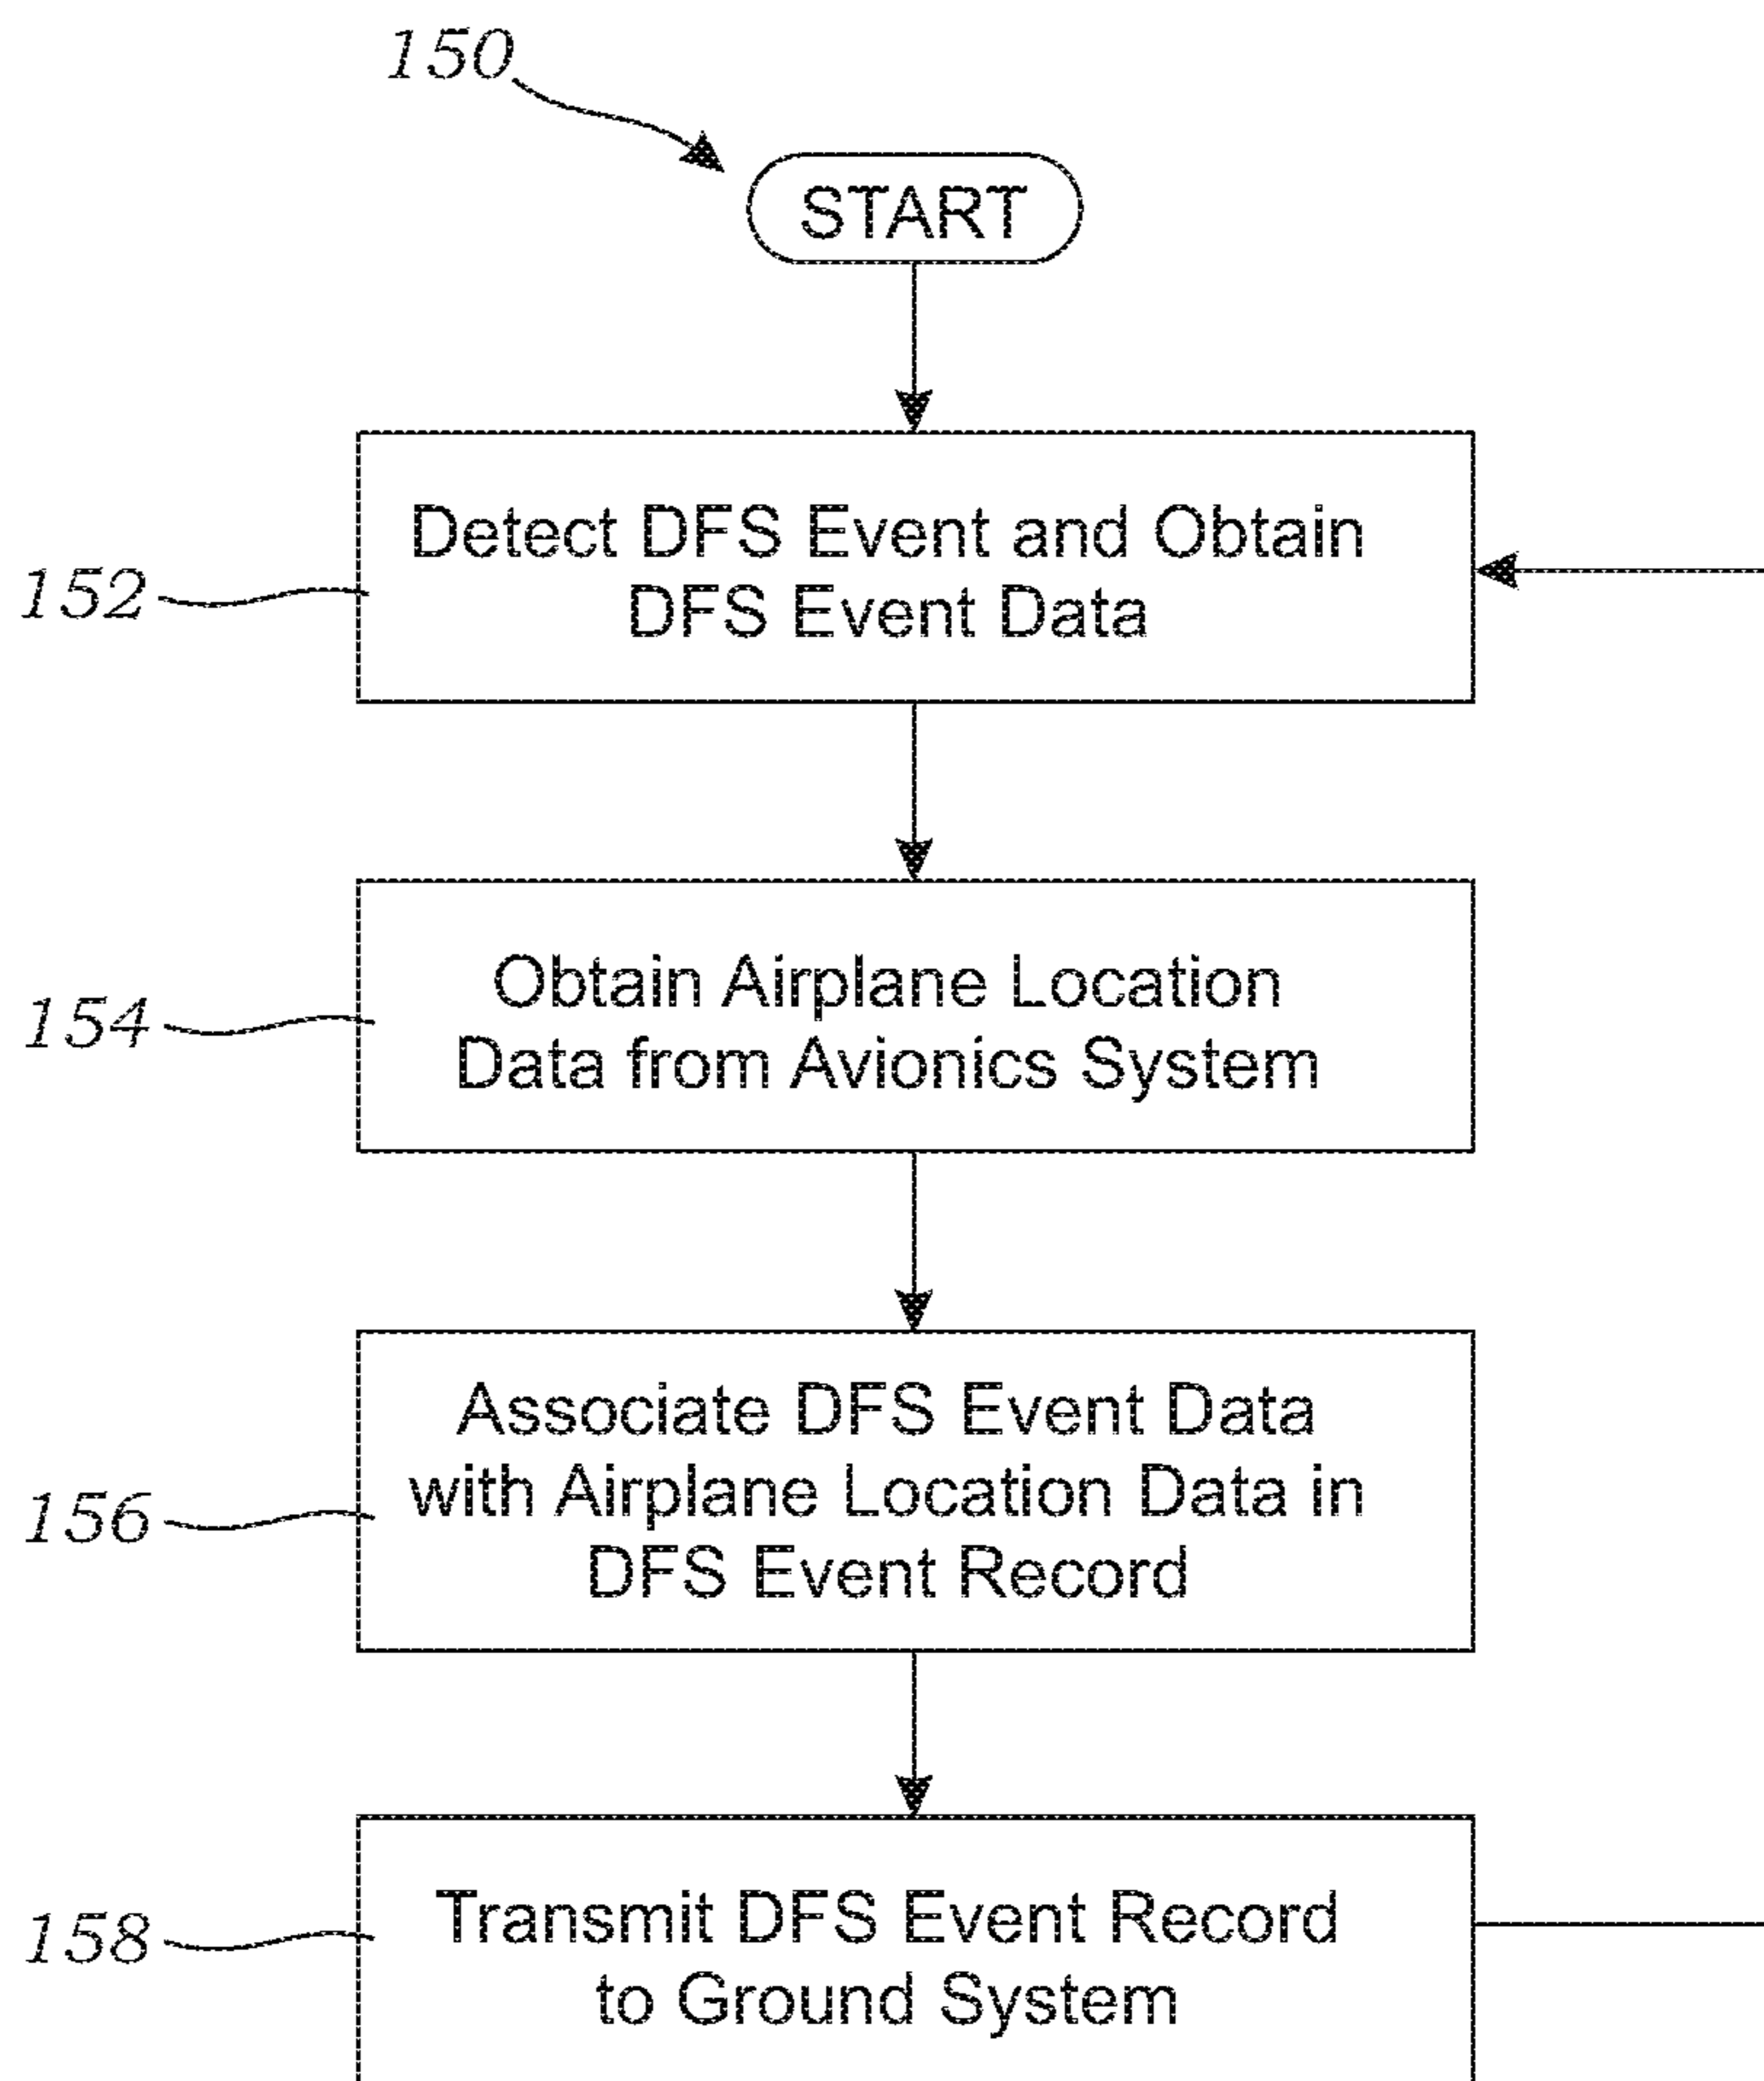 150
START
152
Detect DFS Event and Obtain
DFS Event Data
154
Obtain Airplane Location
Data from Avionics System
156
Associate DFS Event Data
with Airplane Location Data in
DFS Event Record
158
Transmit DFS Event Record
to Ground System